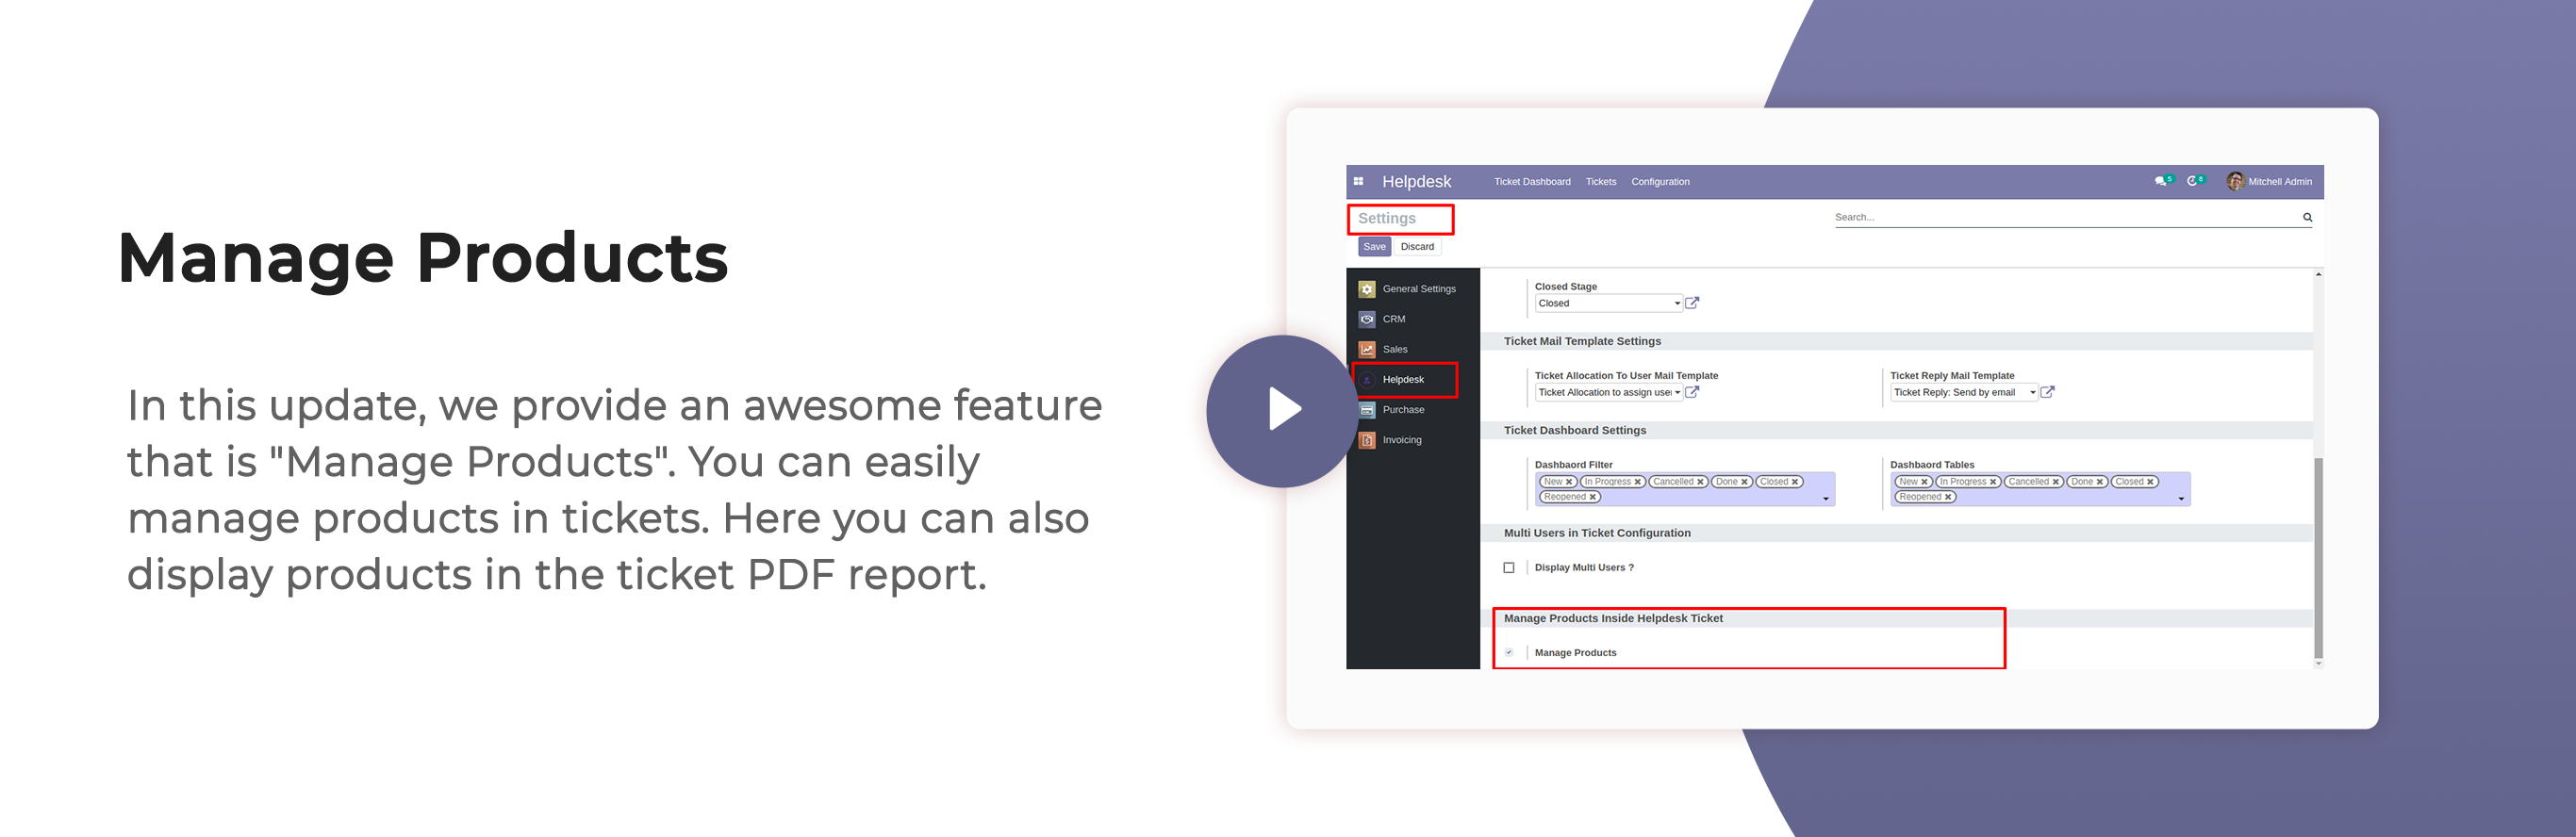 Manage Products
In this update, we provide an awesome feature
that is "Manage Products". You can easily
manage products in tickets. Here you can also
display products in the ticket PDF report.
Helpdesk Ticket Dashboard Tickets Configuration 5 8 Mitchell Admin
Settings Search...
Save Discard
General Settings
CRM
Sales
Helpdesk
Purchase
Invoicing
Closed Stage
Closed
Ticket Mail Template Settings
Ticket Allocation To User Mail Template Ticket Reply Mail Template
Ticket Allocation to assign user Ticket Reply: Send by email
Ticket Dashboard Settings
Dashbaord Filter Dashbaord Tables
New In Progress Cancelled Done Closed New In Progress Cancelled Done Closed
Reopened Reopened
Multi Users in Ticket Configuration
Display Multi Users ?
Manage Products Inside Helpdesk Ticket
Manage Products